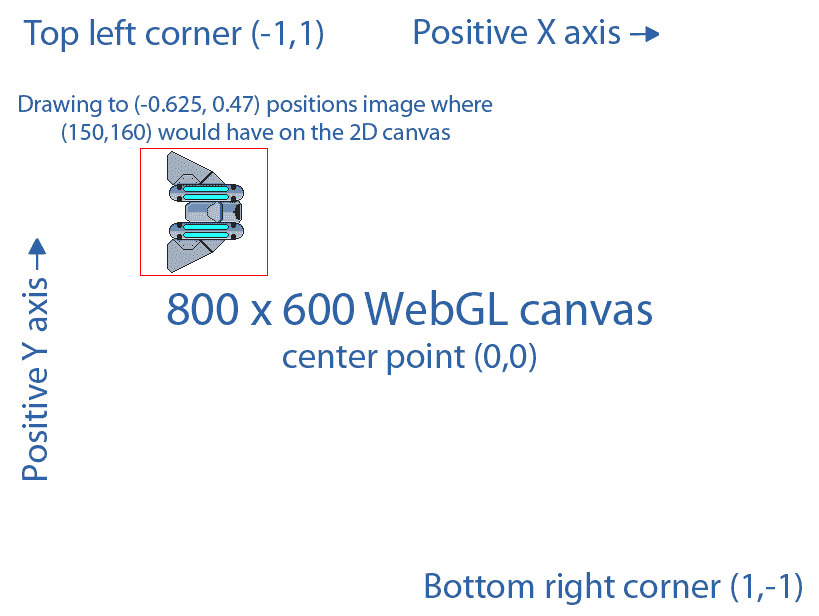 Top left corner (-1,1)
Positive X axis →
Drawing to (-0.625, 0.47) positions image where
(150,160) would have on the 2D canvas
Positive Y axis →
800 x 600 WebGL canvas
center point (0,0)
Bottom right corner (1,-1)